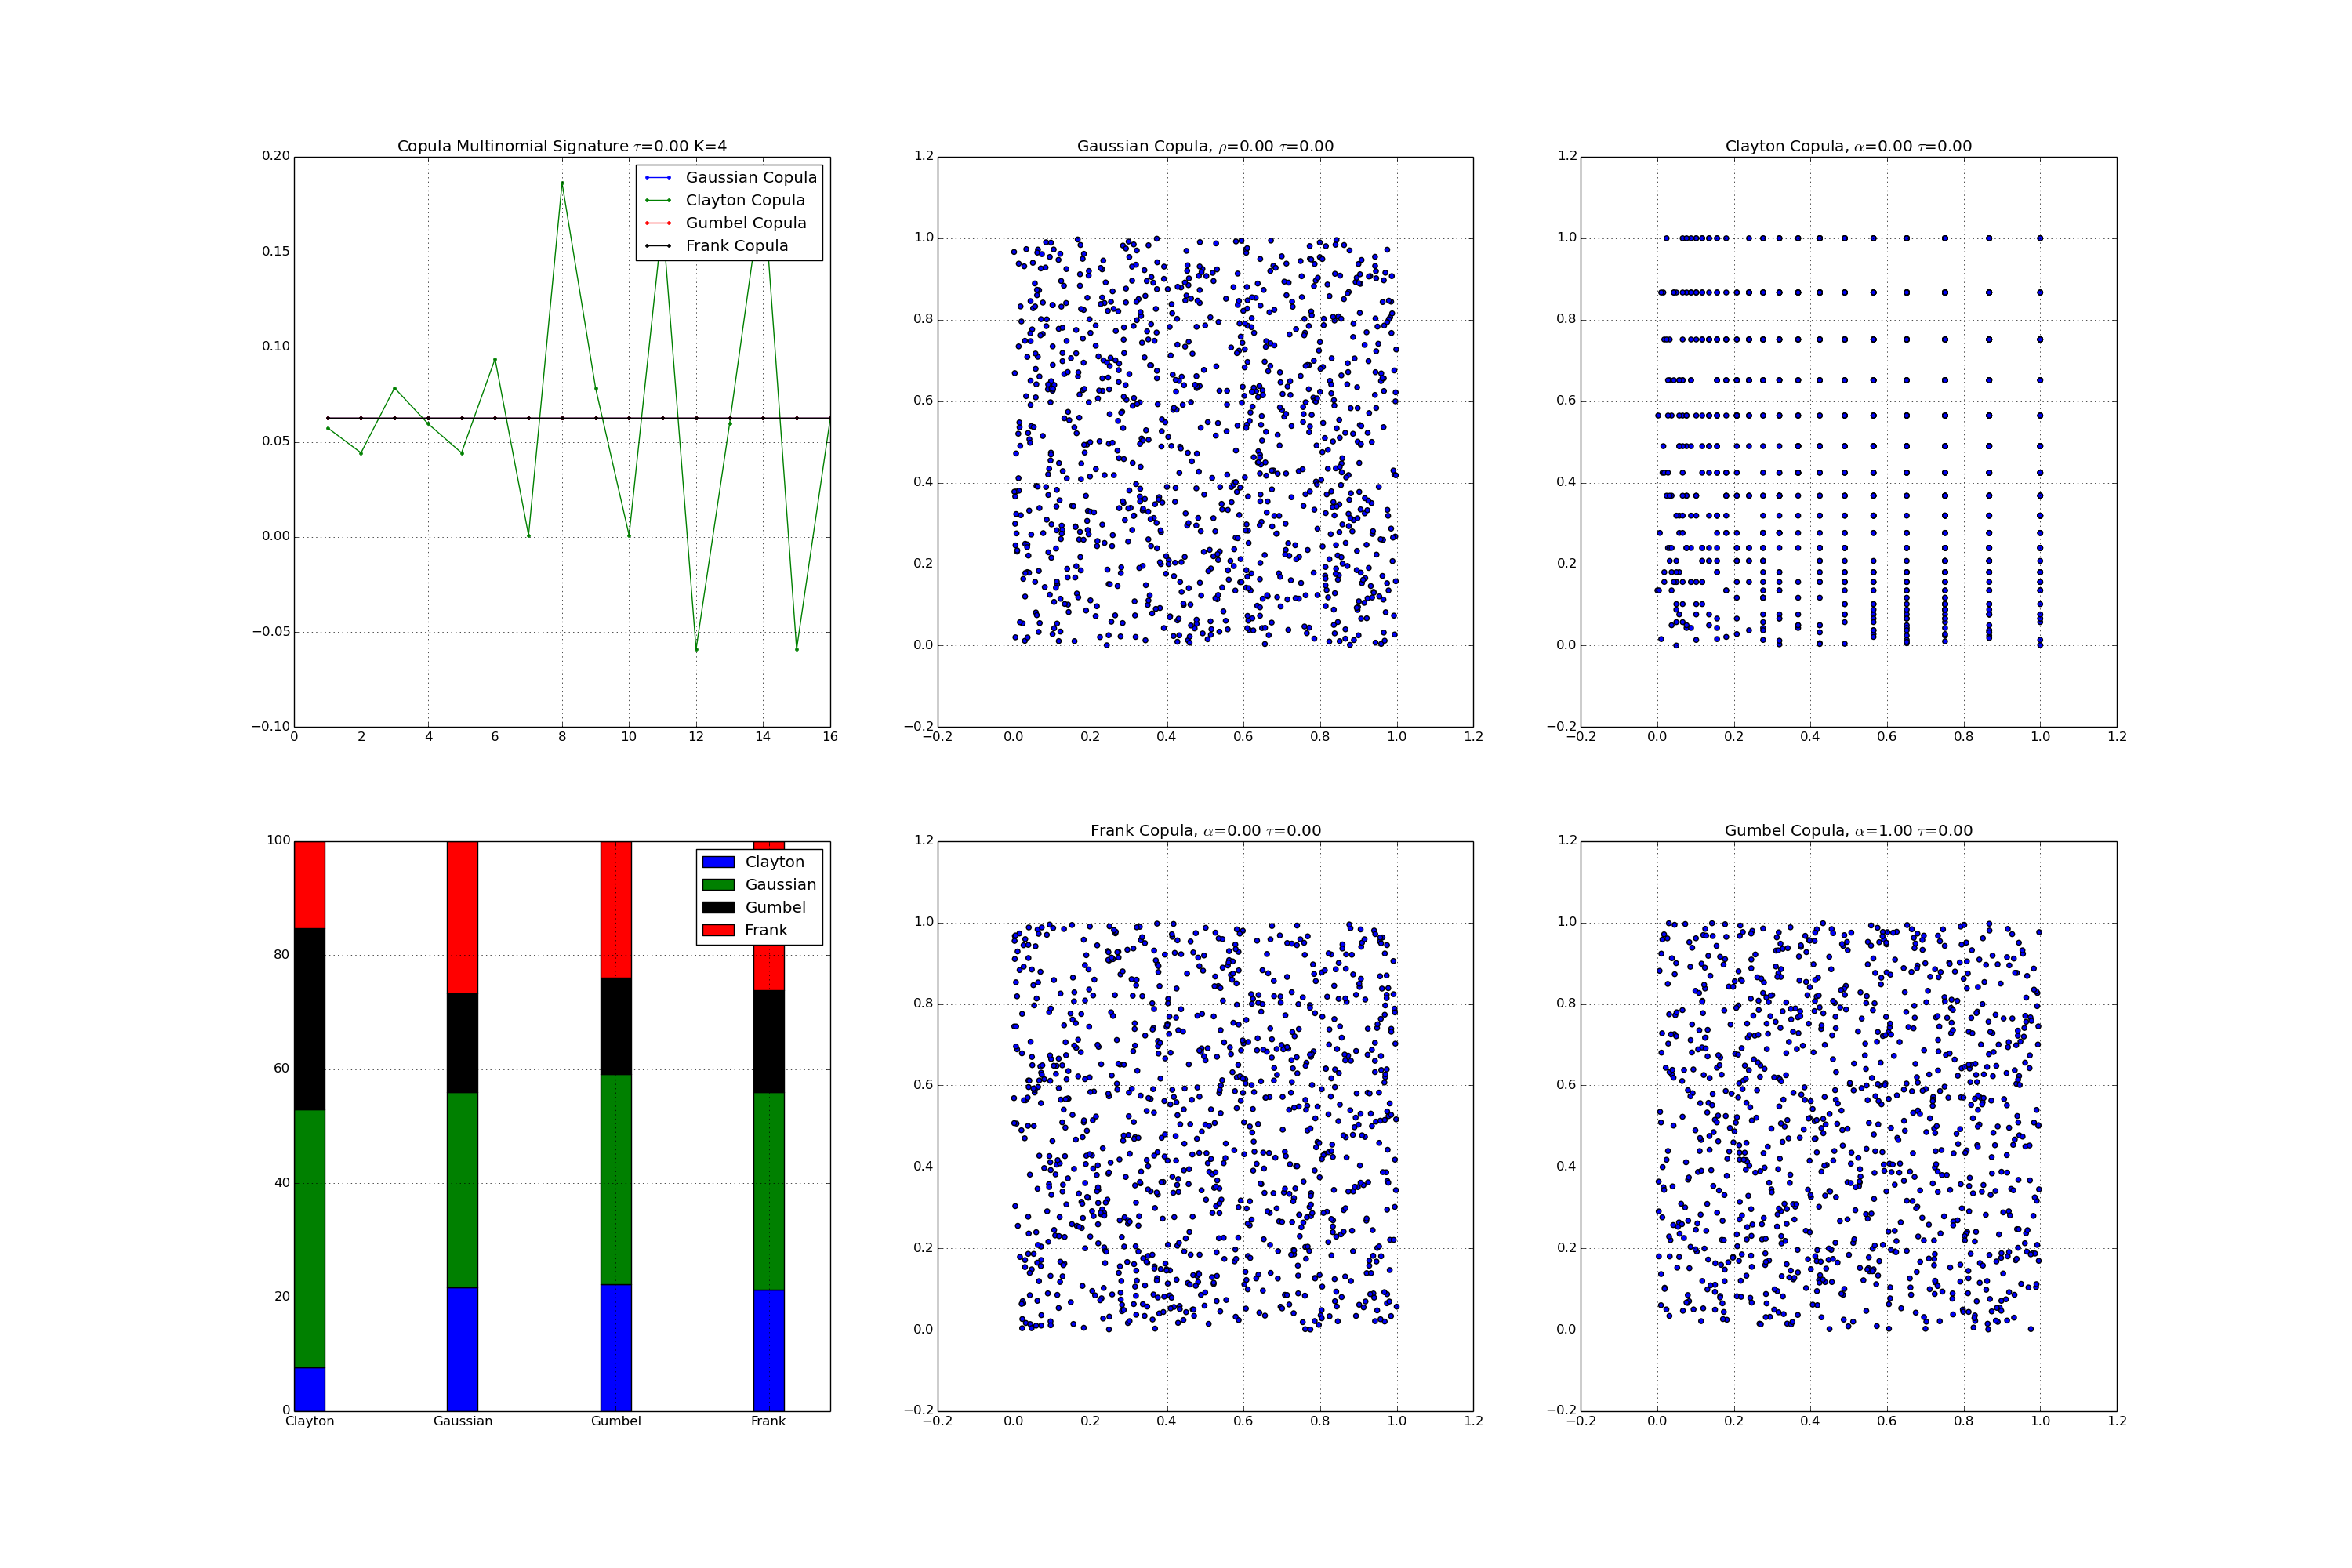 Copula Multinomial Signature τ=0.00 K=4
0.20
0.15
0.10
0.05
0.00
−0.05
−0.10
0 2 4 6 8 10 12 14 16
Gaussian Copula
Clayton Copula
Gumbel Copula
Frank Copula
Gaussian Copula, ρ=0.00 τ=0.00
1.2
1.0
0.8
0.6
0.4
0.2
0.0
−0.2
−0.2 0.0 0.2 0.4 0.6 0.8 1.0 1.2
Clayton Copula, α=0.00 τ=0.00
1.2
1.0
0.8
0.6
0.4
0.2
0.0
−0.2
−0.2 0.0 0.2 0.4 0.6 0.8 1.0 1.2
100
80
60
40
20
0
Clayton Gaussian Gumbel Frank
Clayton
Gaussian
Gumbel
Frank
Frank Copula, α=0.00 τ=0.00
1.2
1.0
0.8
0.6
0.4
0.2
0.0
−0.2
−0.2 0.0 0.2 0.4 0.6 0.8 1.0 1.2
Gumbel Copula, α=1.00 τ=0.00
1.2
1.0
0.8
0.6
0.4
0.2
0.0
−0.2
−0.2 0.0 0.2 0.4 0.6 0.8 1.0 1.2